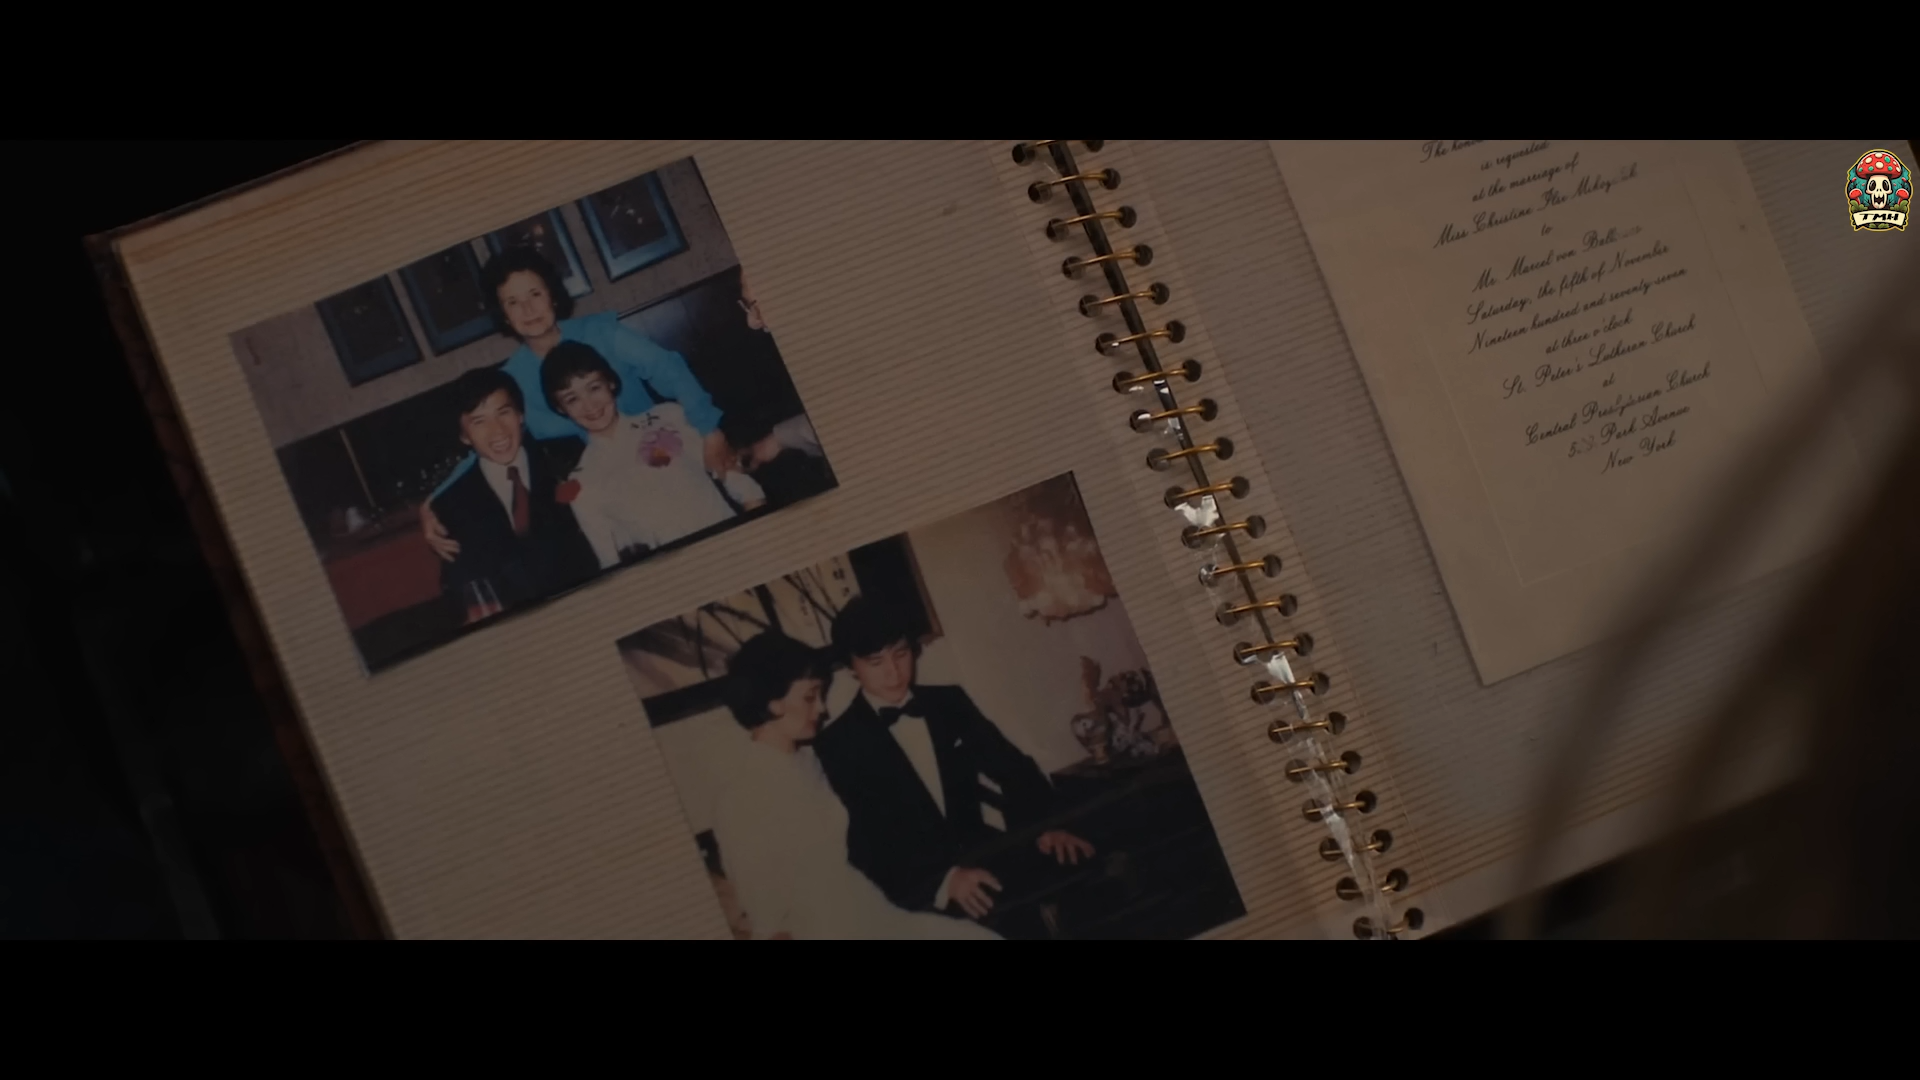 The
is requested
at the marriage of
Miss Christine
to
Mr. Marcel von
Saturday, the fifth of November
Nineteen hundred and seventy-seven
at three o'clock
St. Peter's Lutheran Church
at
Central Presbyterian Church
Park Avenue
New York
TMH